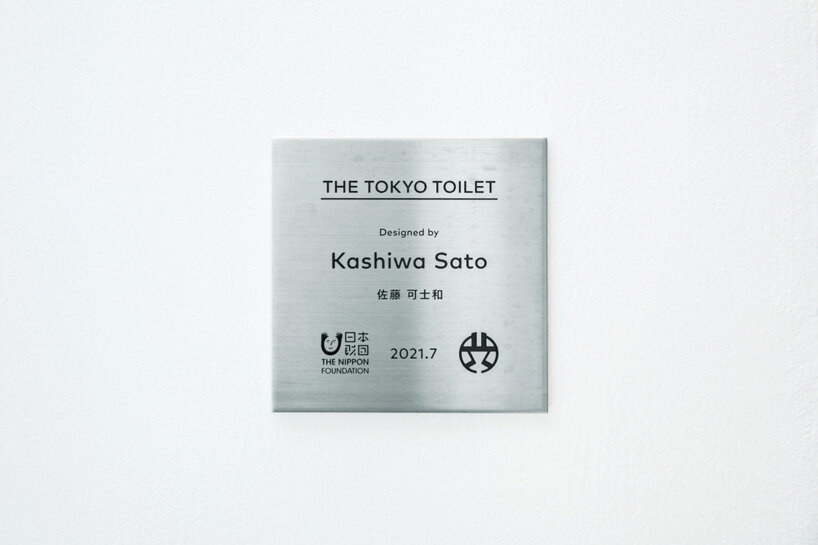 THE TOKYO TOILET
Designed by
Kashiwa Sato
佐藤 可士和
日本
財団
THE NIPPON
FOUNDATION
2021.7